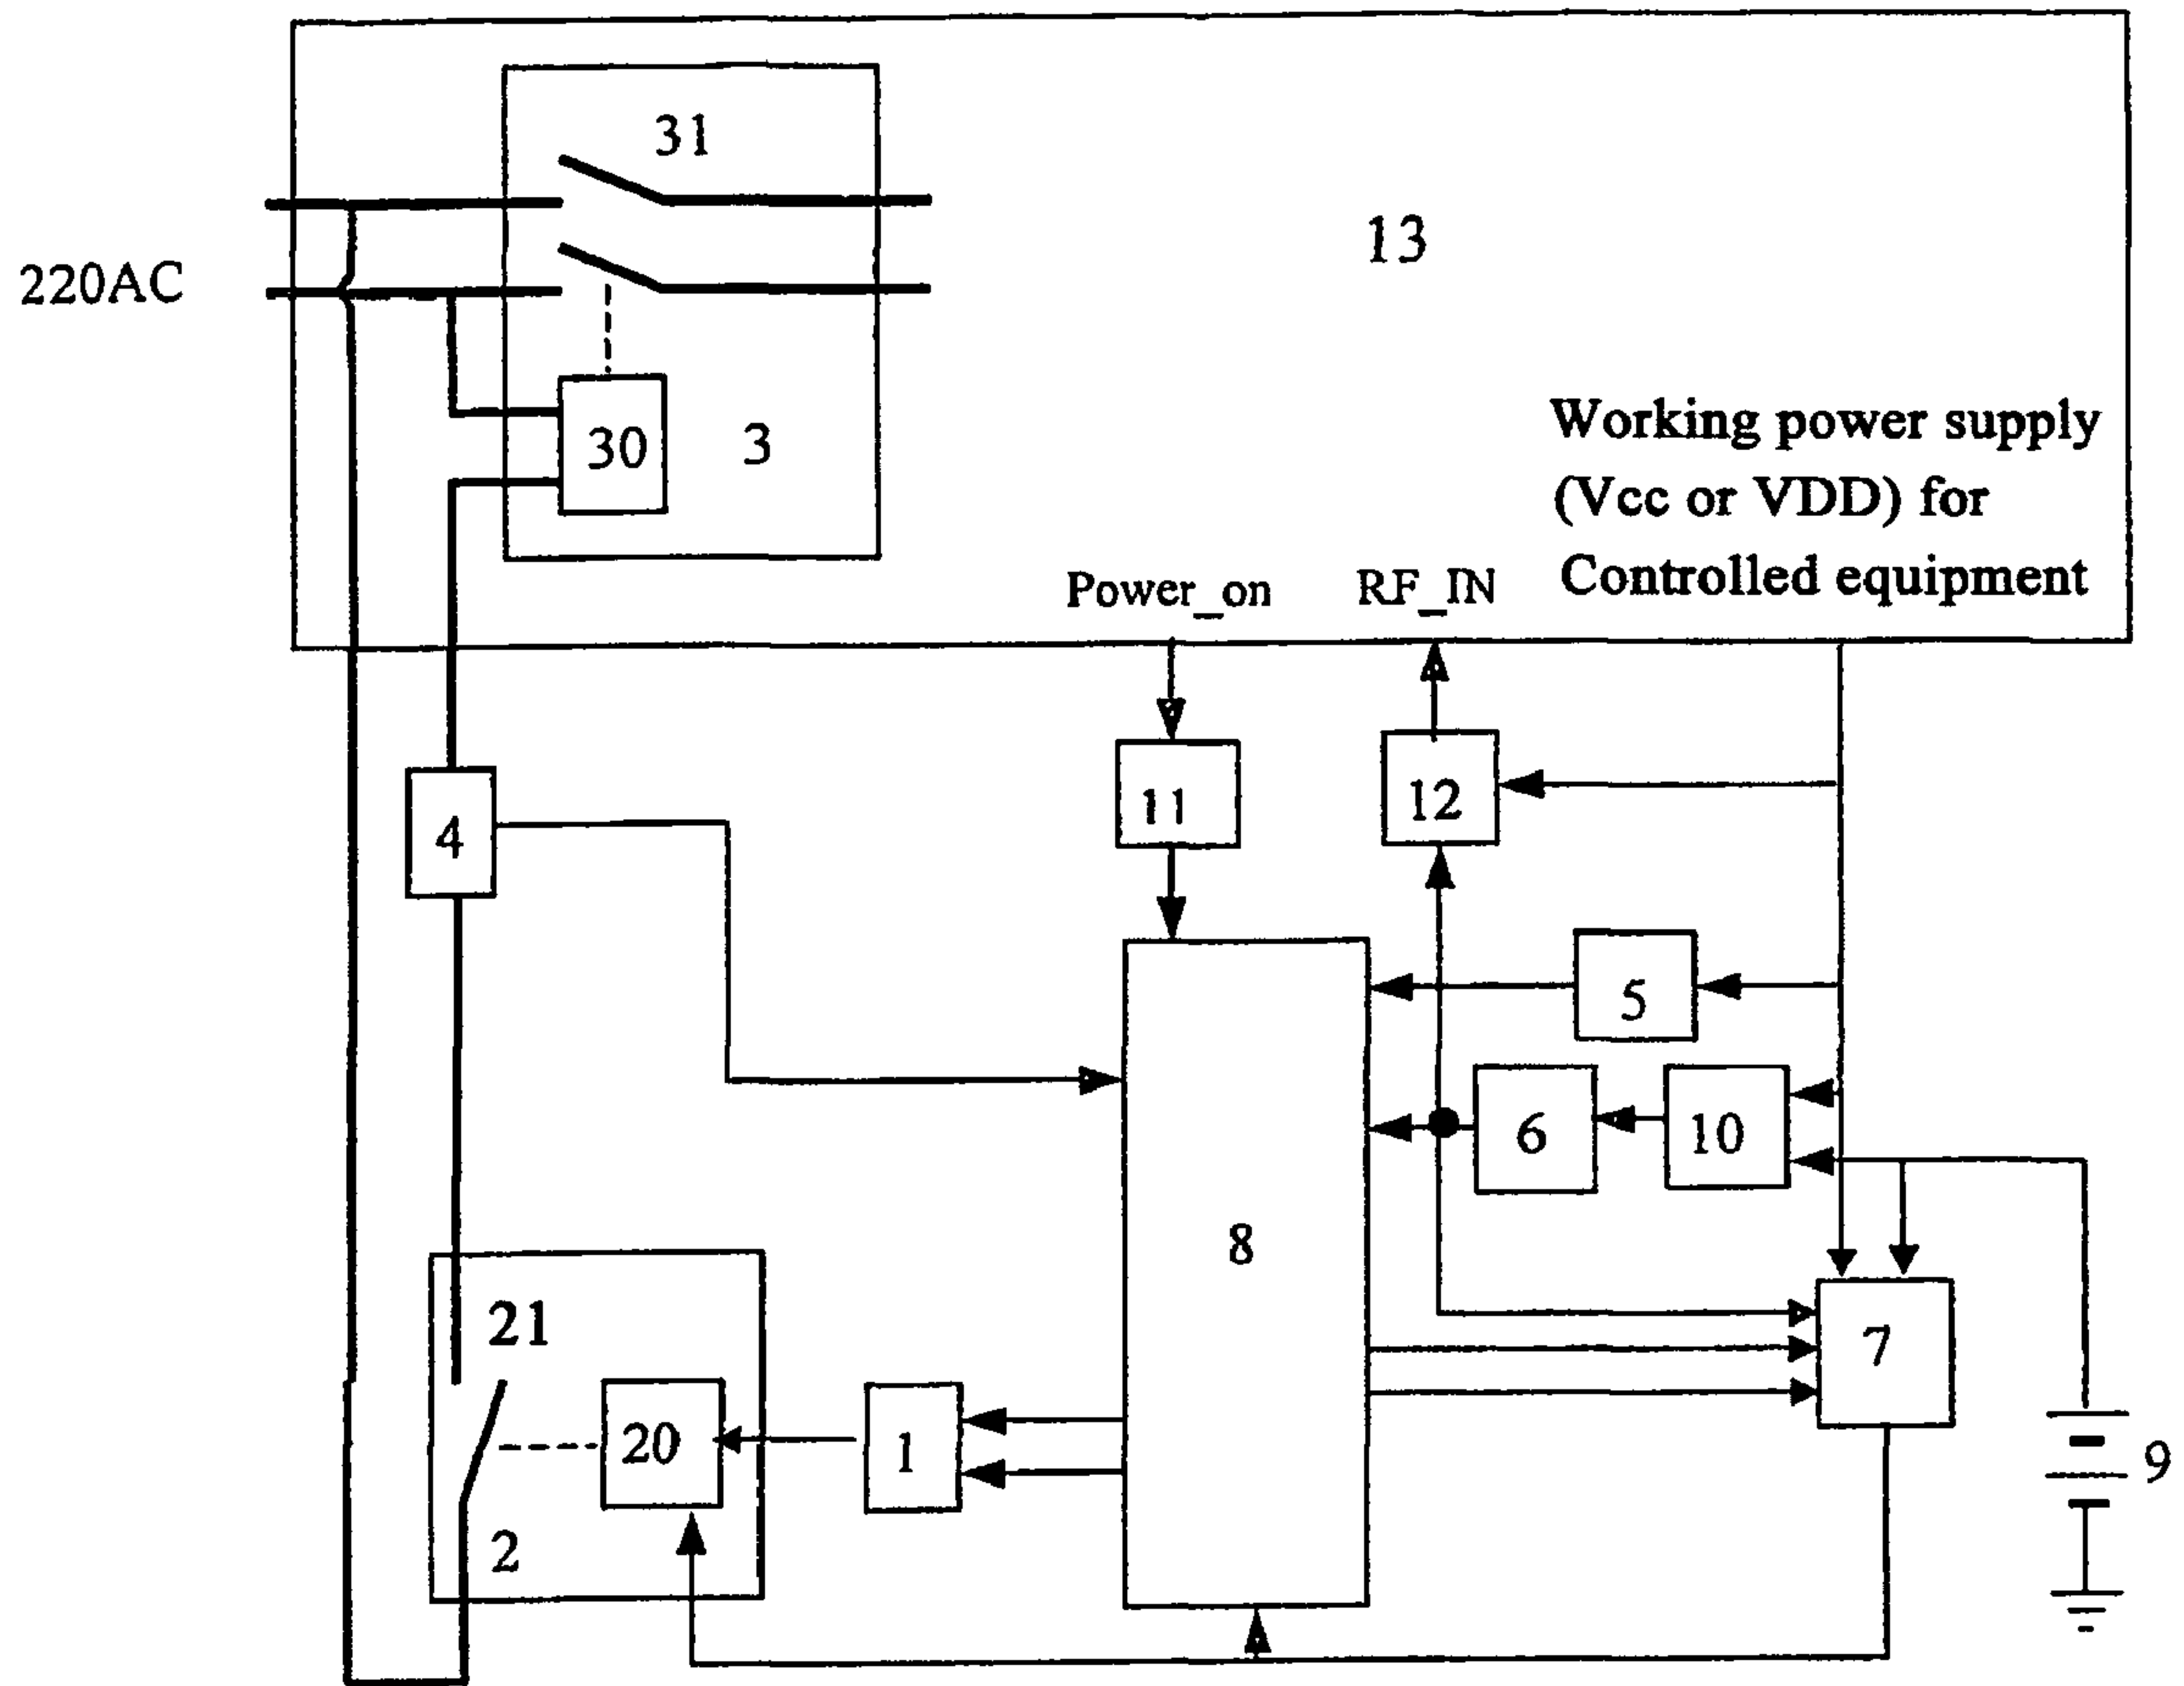 31
13
220AC
Working power supply
30
3
(Vcc or VDD) for
Controlled equipment
Power_on
RF_IN
4
11
12
5
6
10
8
21
7
20
1
9
2